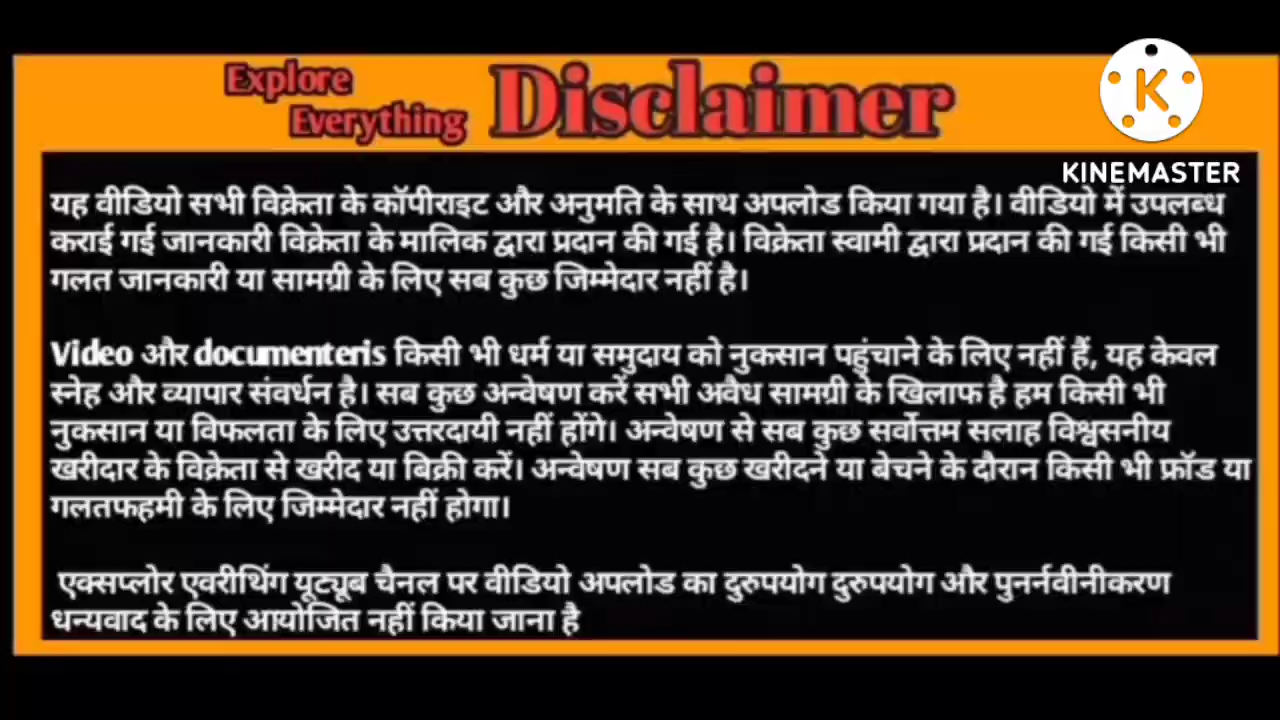 Explore
Everything
Disclaimer
KINEMASTER
यह वीडियो सभी विक्रेता के कॉपीराइट और अनुमति के साथ अपलोड किया गया है। वीडियो में उपलब्ध
कराई गई जानकारी विक्रेता के मालिक द्वारा प्रदान की गई है। विक्रेता स्वामी द्वारा प्रदान की गई किसी भी
गलत जानकारी या सामग्री के लिए सब कुछ जिम्मेदार नहीं है।
Video और documenteris किसी भी धर्म या समुदाय को नुकसान पहुंचाने के लिए नहीं हैं, यह केवल
स्नेह और व्यापार संवर्धन है। सब कुछ अन्वेषण करें सभी अवैध सामग्री के खिलाफ है हम किसी भी
नुकसान या विफलता के लिए उत्तरदायी नहीं होंगे। अन्वेषण से सब कुछ सर्वोत्तम सलाह विश्वसनीय
खरीदार के विक्रेता से खरीद या बिक्री करें। अन्वेषण सब कुछ खरीदने या बेचने के दौरान किसी भी फ्रॉड या
गलतफहमी के लिए जिम्मेदार नहीं होगा।
एक्सप्लोर एवरीथिंग यूट्यूब चैनल पर वीडियो अपलोड का दुरुपयोग दुरुपयोग और पुनर्नवीनीकरण
धन्यवाद के लिए आयोजित नहीं किया जाना है